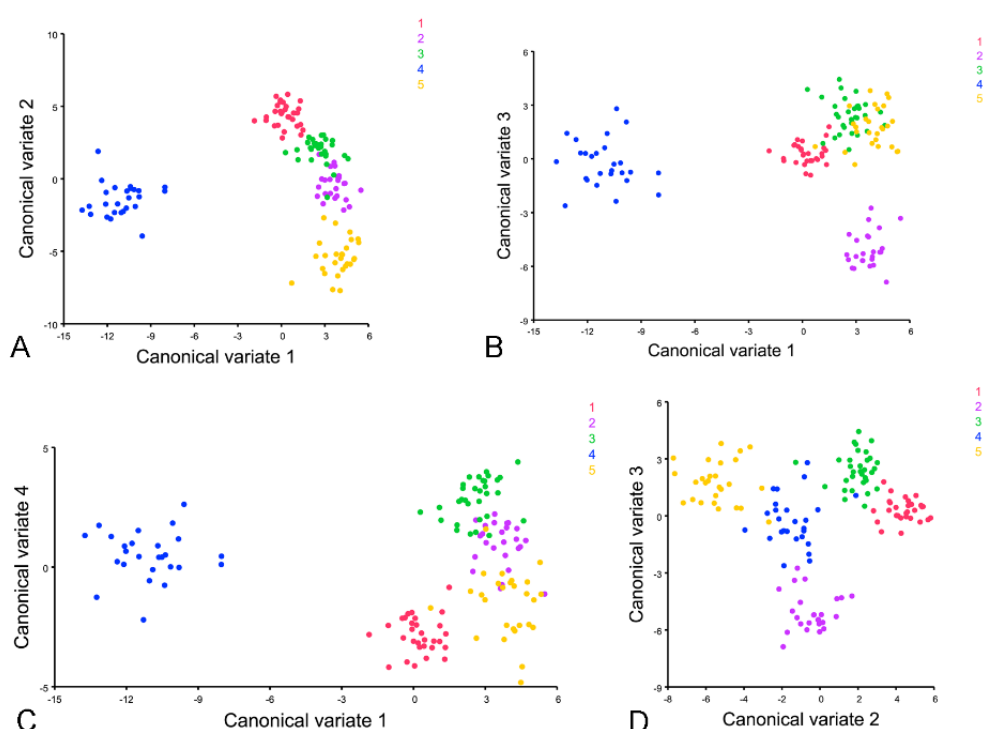 1
2
3
4
5
10
5
0
-5
-10
Canonical variate 2
-15 -12 -9 -6 -3 0 3 6
Canonical variate 1
A
1
2
3
4
5
6
3
0
-3
-6
-9
Canonical variate 3
-15 -12 -9 -6 -3 0 3 6
Canonical variate 1
B
1
2
3
4
5
5
0
-5
Canonical variate 4
-15 -12 -9 -6 -3 0 3 6
Canonical variate 1
C
1
2
3
4
5
6
3
0
-3
-6
-9
Canonical variate 3
-8 -6 -4 -2 0 2 4 6
Canonical variate 2
D